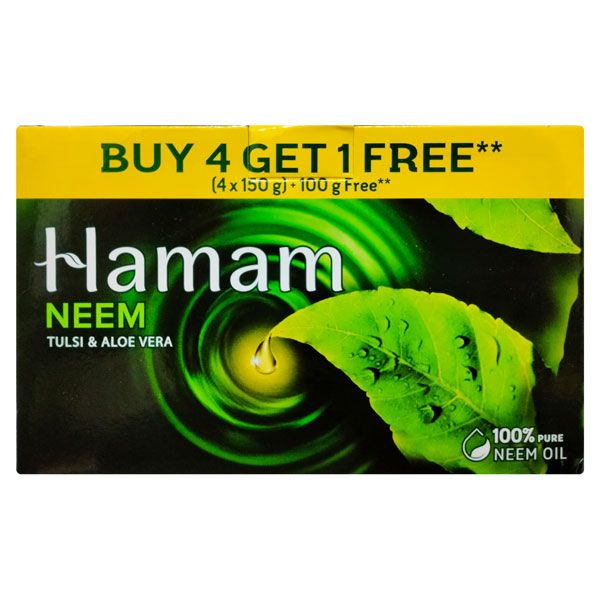 BUY 4 GET 1 FREE**
(4 x 150 g) + 100 g Free**
Hamam
NEEM
TULSI & ALOE VERA
100% PURE
NEEM OIL